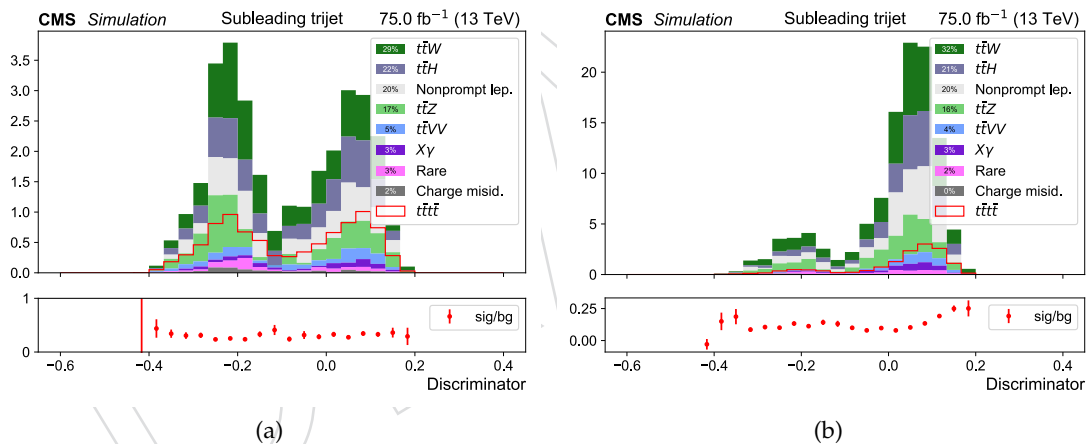 CMS Simulation Subleading trijet 75.0 fb⁻¹ (13 TeV)
3.5
3.0
2.5
2.0
1.5
1.0
0.5
0.0
29% tt̄W
22% tt̄H
20% Nonprompt lep.
17% tt̄Z
5% tt̄VV
3% Xγ
3% Rare
2% Charge misid.
tt̄tt̄
1
0
sig/bg
−0.6 −0.4 −0.2 0.0 0.2 0.4
Discriminator
(a)
CMS Simulation Subleading trijet 75.0 fb⁻¹ (13 TeV)
20
15
10
5
0
32% tt̄W
21% tt̄H
20% Nonprompt lep.
16% tt̄Z
4% tt̄VV
3% Xγ
2% Rare
0% Charge misid.
tt̄tt̄
0.25
0.00
sig/bg
−0.6 −0.4 −0.2 0.0 0.2 0.4
Discriminator
(b)